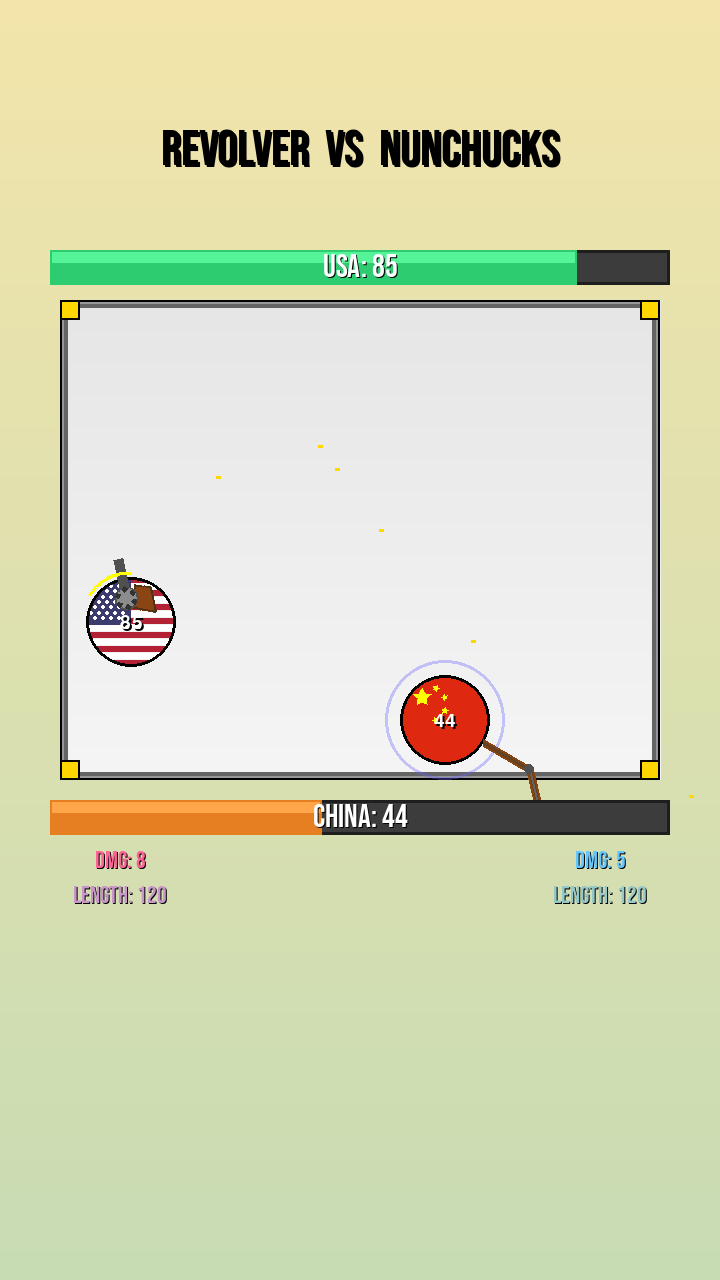 REVOLVER VS NUNCHUCKS
USA: 85
85
44
CHINA: 44
DMG: 8
DMG: 5
LENGTH: 120
LENGTH: 120